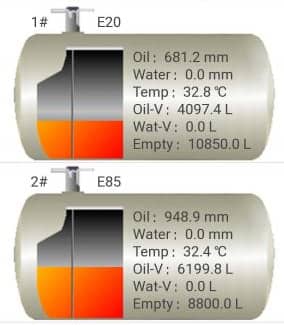 1# E20
Oil : 681.2 mm
Water : 0.0 mm
Temp : 32.8 ℃
Oil-V : 4097.4 L
Wat-V : 0.0 L
Empty : 10850.0 L
2# E85
Oil : 948.9 mm
Water : 0.0 mm
Temp : 32.4 ℃
Oil-V : 6199.8 L
Wat-V : 0.0 L
Empty : 8800.0 L